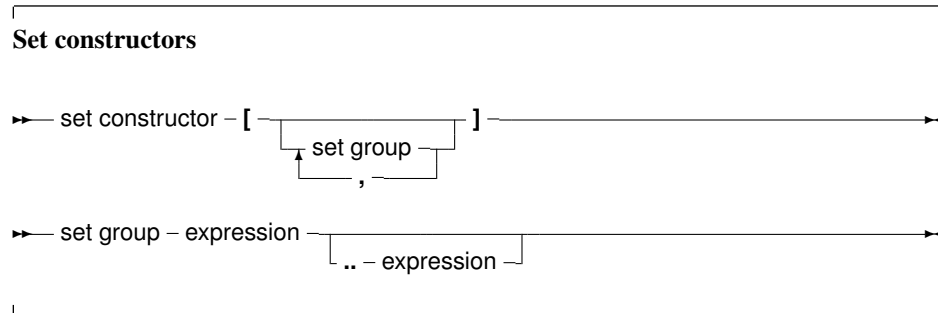 Set constructors
set constructor – [ ]
set group
,
set group – expression
.. – expression